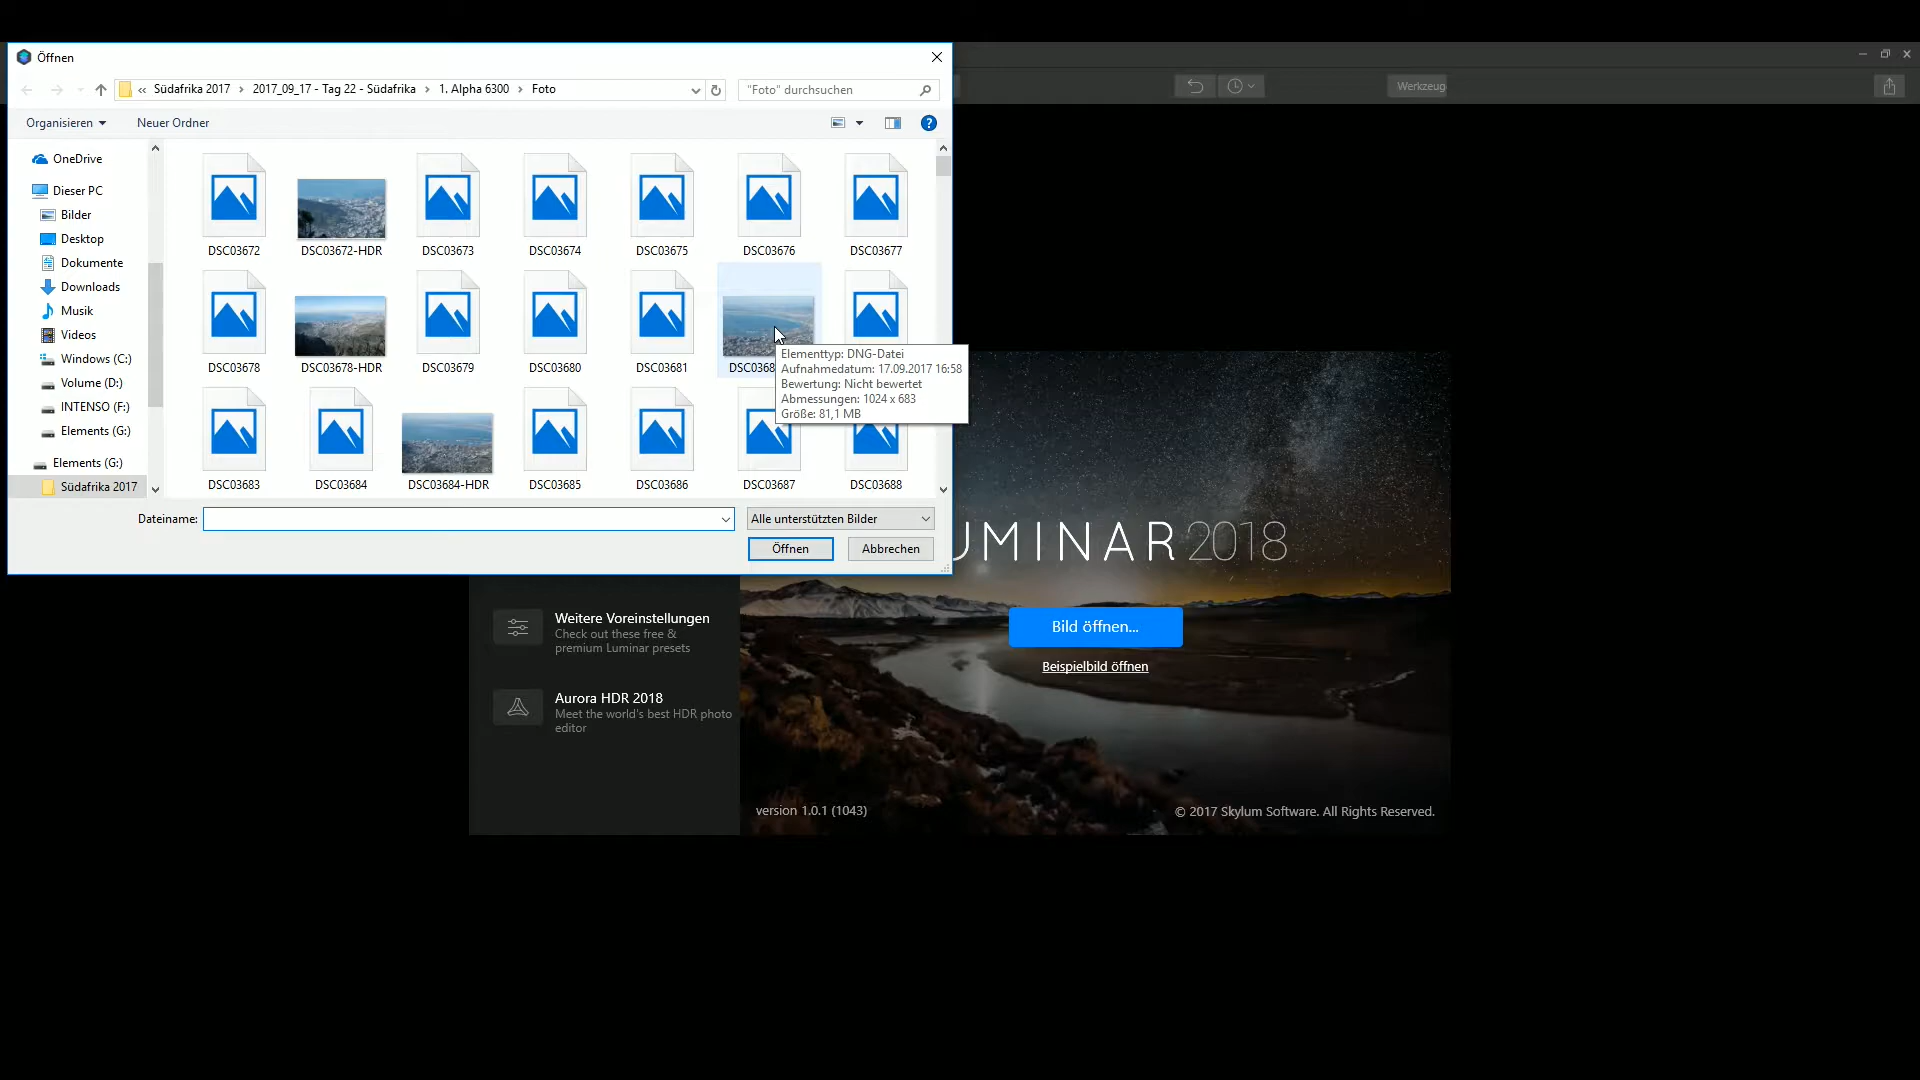 Öffnen
« Südafrika 2017 › 2017_09_17 - Tag 22 - Südafrika › 1. Alpha 6300 › Foto
"Foto" durchsuchen
Werkzeug
Organisieren
Neuer Ordner
OneDrive
Dieser PC
Bilder
Desktop
Dokumente
Downloads
Musik
Videos
Windows (C:)
Volume (D:)
INTENSO (F:)
Elements (G:)
Elements (G:)
Südafrika 2017
DSC03672
DSC03672-HDR
DSC03673
DSC03674
DSC03675
DSC03676
DSC03677
DSC03678
DSC03678-HDR
DSC03679
DSC03680
DSC03681
DSC0368
Elementtyp: DNG-Datei
Aufnahmedatum: 17.09.2017 16:58
Bewertung: Nicht bewertet
Abmessungen: 1024 x 683
Größe: 81,1 MB
DSC03683
DSC03684
DSC03684-HDR
DSC03685
DSC03686
DSC03687
DSC03688
Dateiname:
Alle unterstützten Bilder
Öffnen
Abbrechen
UMINAR 2018
Weitere Voreinstellungen
Check out these free &
premium Luminar presets
Aurora HDR 2018
Meet the world's best HDR photo
editor
Bild öffnen...
Beispielbild öffnen
version 1.0.1 (1043)
© 2017 Skylum Software. All Rights Reserved.